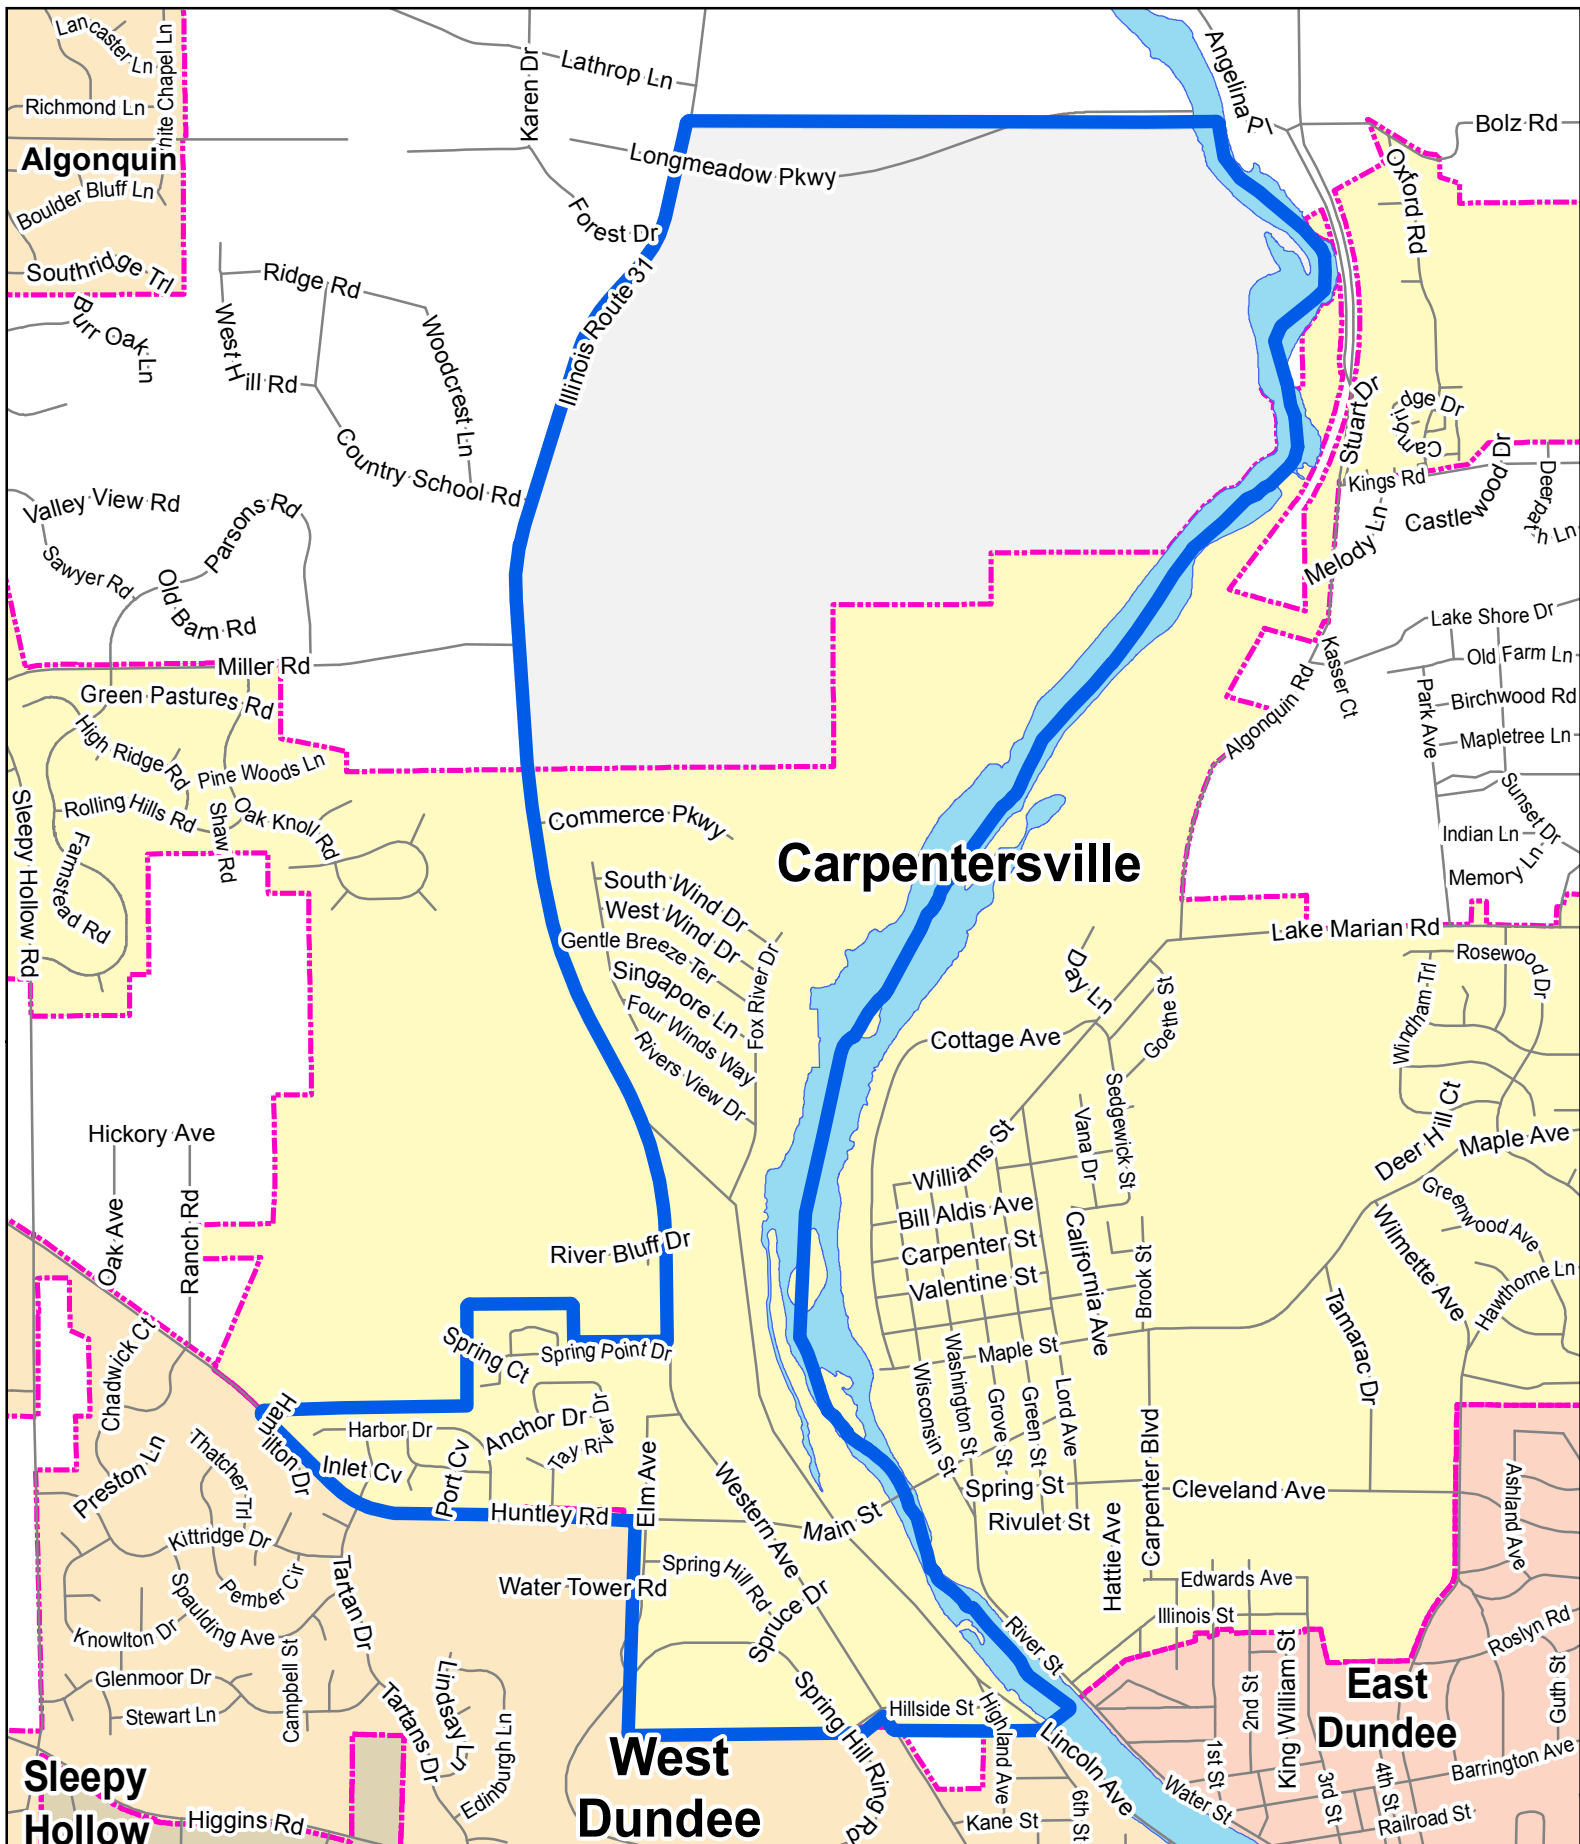 Lancaster Ln
White Chapel Ln
Richmond Ln
Algonquin
Boulder Bluff Ln
Southridge Trl
Karen Dr
Lathrop Ln
Longmeadow Pkwy
Forest Dr
Illinois Route 31
Angelina Pl
Bolz Rd
Oxford Rd
Burr Oak Ln
West Hill Rd
Ridge Rd
Woodcrest Ln
Country School Rd
Stuart Dr
Cambridge Dr
Kings Rd
Castlewood Dr
Deerpath Ln
Melody Ln
Valley View Rd
Sawyer Rd
Parsons Rd
Old Barn Rd
Miller Rd
Green Pastures Rd
High Ridge Rd
Pine Woods Ln
Rolling Hills Rd
Shaw Rd
Oak Knoll Rd
Farmstead Rd
Sleepy Hollow Rd
Kasser Ct
Algonquin Rd
Lake Shore Dr
Old Farm Ln
Park Ave
Birchwood Rd
Mapletree Ln
Sunset Dr
Indian Ln
Memory Ln
Commerce Pkwy
Carpentersville
South Wind Dr
West Wind Dr
Gentle Breeze Ter
Singapore Ln
Four Winds Way
Rivers View Dr
Fox River Dr
Lake Marian Rd
Rosewood Dr
Windham Trl
Day Ln
Goethe St
Cottage Ave
Sedgewick St
Vana Dr
Deer Hill Ct
Maple Ave
Greenwood Ave
Wilmette Ave
Hawthorne Ln
Hickory Ave
Oak Ave
Ranch Rd
Williams St
Bill Aldis Ave
Carpenter St
Valentine St
California Ave
Brook St
Tamarac Dr
River Bluff Dr
Spring Ct
Spring Point Dr
Chadwick Ct
Hamilton Dr
Harbor Dr
Anchor Dr
Tay River Dr
Inlet Cv
Port Cv
Huntley Rd
Elm Ave
Western Ave
Main St
Maple St
Wisconsin St
Washington St
Grove St
Green St
Lord Ave
Spring St
Rivulet St
Hattie Ave
Carpenter Blvd
Cleveland Ave
Ashland Ave
Preston Ln
Thatcher Trl
Kittridge Dr
Pember Cir
Spaulding Ave
Knowlton Dr
Glenmoor Dr
Stewart Ln
Campbell St
Tartan Dr
Tartans Dr
Lindsay Ln
Edinburgh Ln
Water Tower Rd
Spring Hill Rd
Spruce Dr
Spring Hill Ring Rd
Hillside St
Highland Ave
Lincoln Ave
River St
Edwards Ave
Illinois St
King William St
2nd St
1st St
3rd St
4th St
Roslyn Rd
Guth St
East
Dundee
Barrington Ave
Railroad St
Water St
Kane St
6th St
West
Dundee
Sleepy
Hollow
Higgins Rd